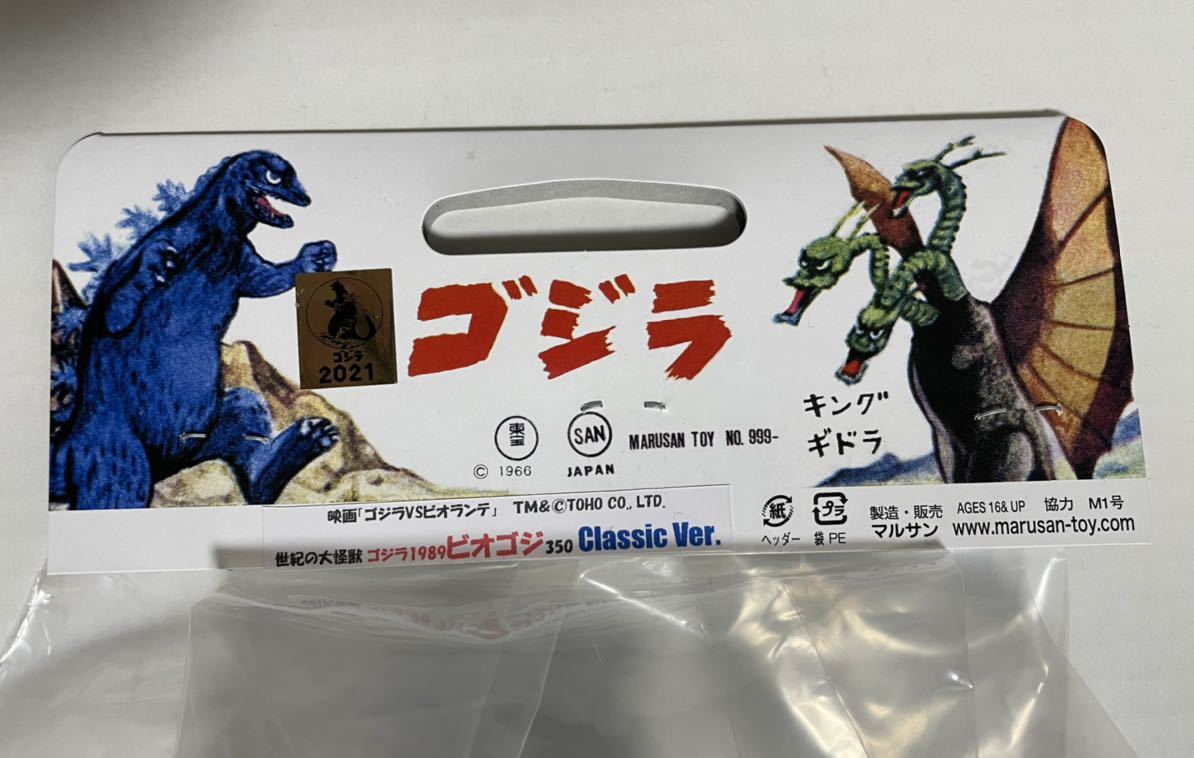 ゴジラ
ゴジラ
2021
東宝
© 1966
SAN
JAPAN
MARUSAN TOY NO. 999-
キング
ギドラ
映画「ゴジラVSビオランテ」 TM&©TOHO CO., LTD.
世紀の大怪獣 ゴジラ1989ビオゴジ350 Classic Ver.
紙
ヘッダー
プラ
袋 PE
製造・販売
マルサン
AGES 16& UP 協力 M1号
www.marusan-toy.com